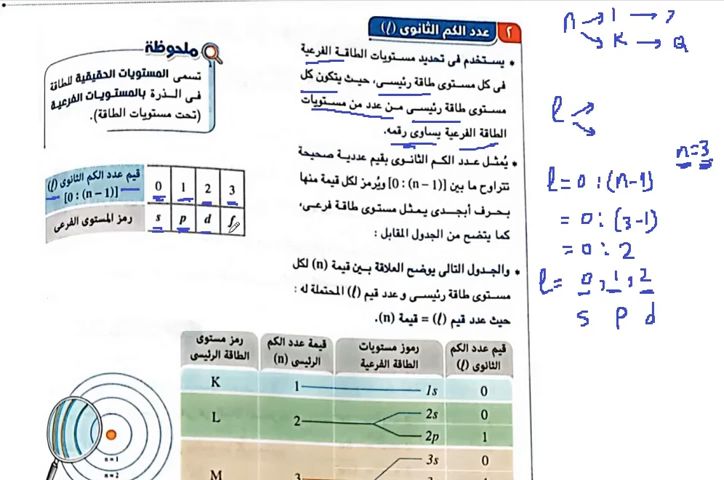 ٢ عدد الكم الثانوى (l)
• يستخدم فى تحديد مستويات الطاقة الفرعية
فى كل مستوى طاقة رئيسى، حيث يتكون كل
مستوى طاقة رئيسى من عدد من مستويات
الطاقة الفرعية يساوى رقمه.
• يُمثل عدد الكم الثانوى بقيم عددية صحيحة
تتراوح ما بين [0 : (n – 1)] ويُرمز لكل قيمة منها
بحرف أبجدى يمثل مستوى طاقة فرعى،
كما يتضح من الجدول المقابل :
ملحوظة
تسمى المستويات الحقيقية للطاقة
فى الذرة بالمستويات الفرعية
(تحت مستويات الطاقة).
قيم عدد الكم الثانوى (l) [0 : (n – 1)] 0 1 2 3
رمز المستوى الفرعى s p d f
• والجدول التالى يوضح العلاقة بين قيمة (n) لكل
مستوى طاقة رئيسى و عدد قيم (l) المحتملة له :
حيث عدد قيم (l) = قيمة (n).
رمز مستوى الطاقة الرئيسى
قيمة عدد الكم الرئيسى (n)
رموز مستويات الطاقة الفرعية
قيم عدد الكم الثانوى (l)
K 1 1s 0
L 2 2s 0
2p 1
M 3 3s 0
n = 1
n = 2
n → 1 → 7
→ K → Q
l
n=3
l = 0 : (n-1)
= 0 : (3-1)
= 0 : 2
l = 0 , 1 , 2
s p d